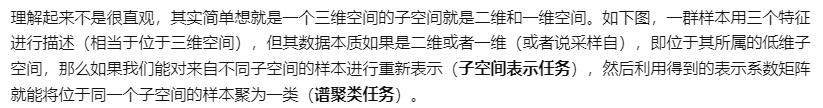 理解起来不是很直观，其实简单想就是一个三维空间的子空间就是二维和一维空间。如下图，一群样本用三个特征
进行描述（相当于位于三维空间），但其数据本质如果是二维或者一维（或者说采样自），即位于其所属的低维子
空间，那么如果我们能对来自不同子空间的样本进行重新表示（子空间表示任务），然后利用得到的表示系数矩阵
就能将位于同一个子空间的样本聚为一类（谱聚类任务）。